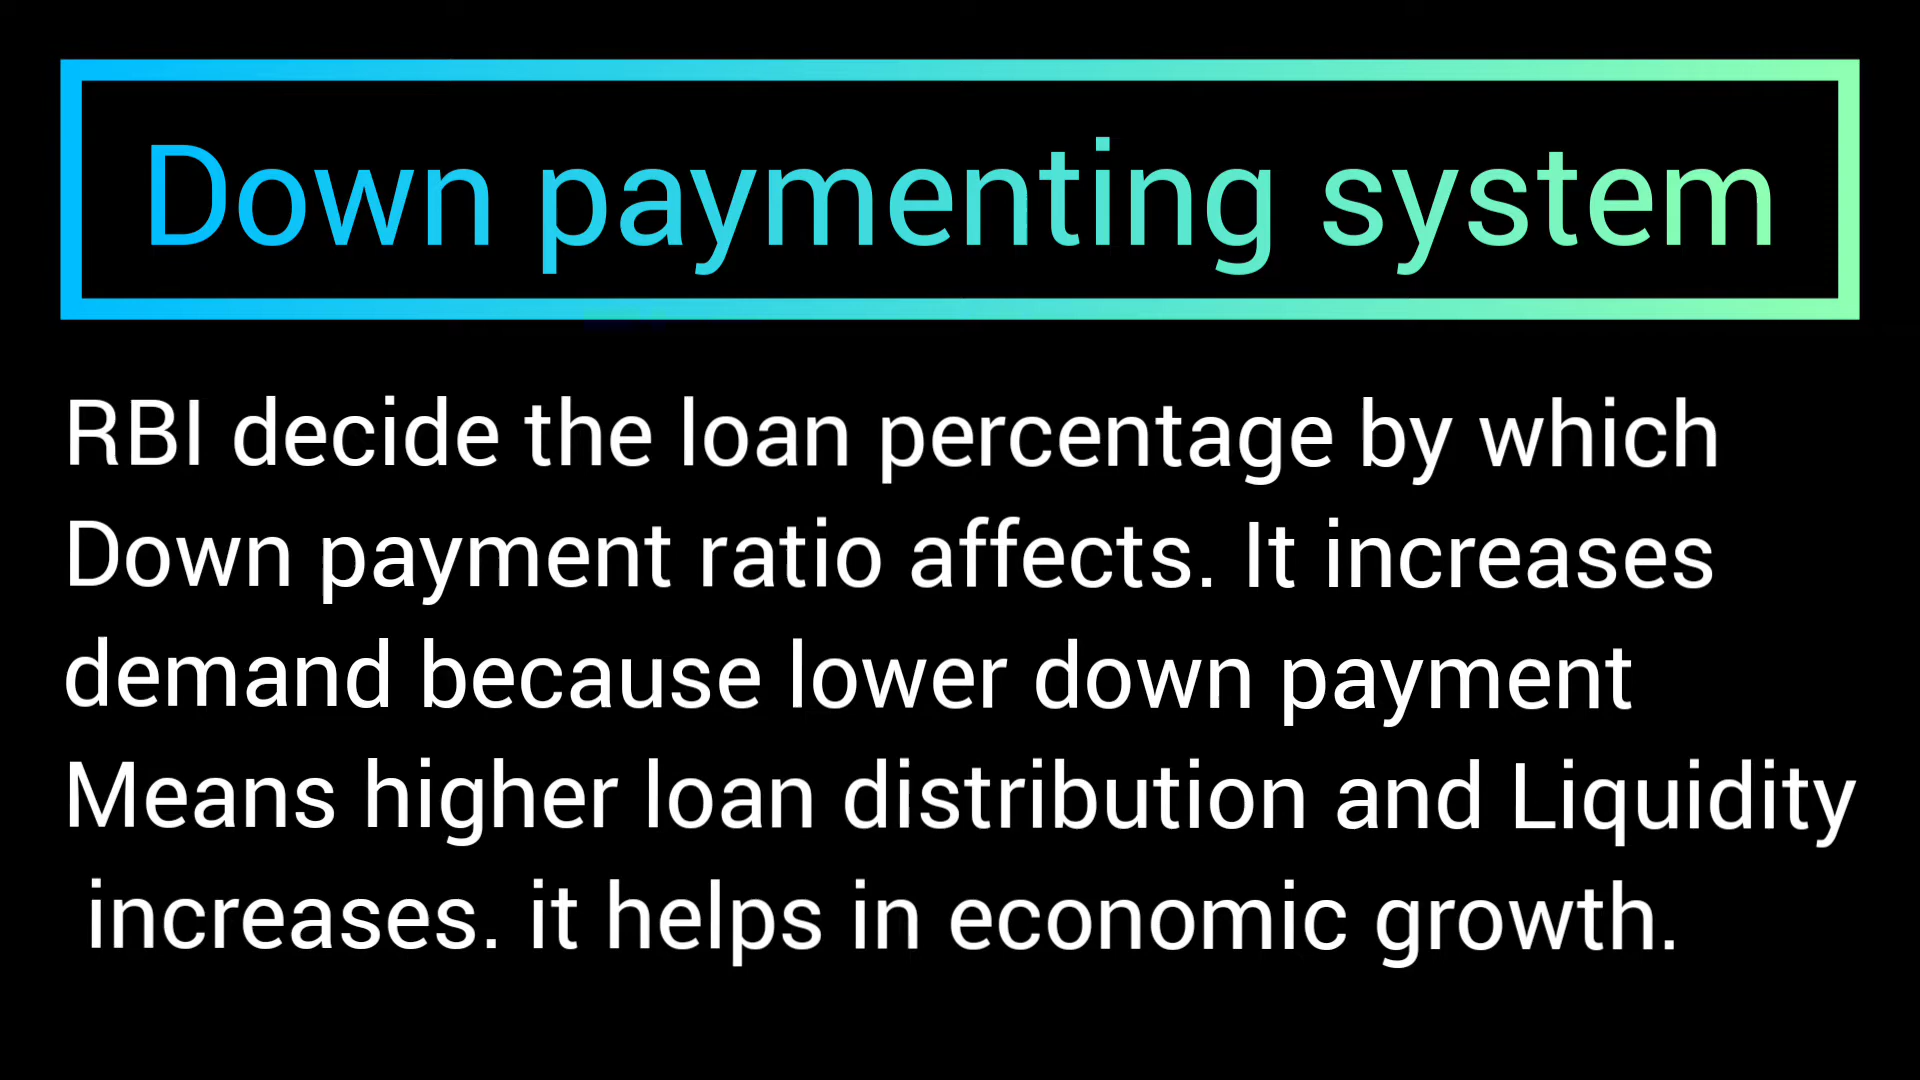 Down paymenting system
RBI decide the loan percentage by which
Down payment ratio affects. It increases
demand because lower down payment
Means higher loan distribution and Liquidity
increases. it helps in economic growth.